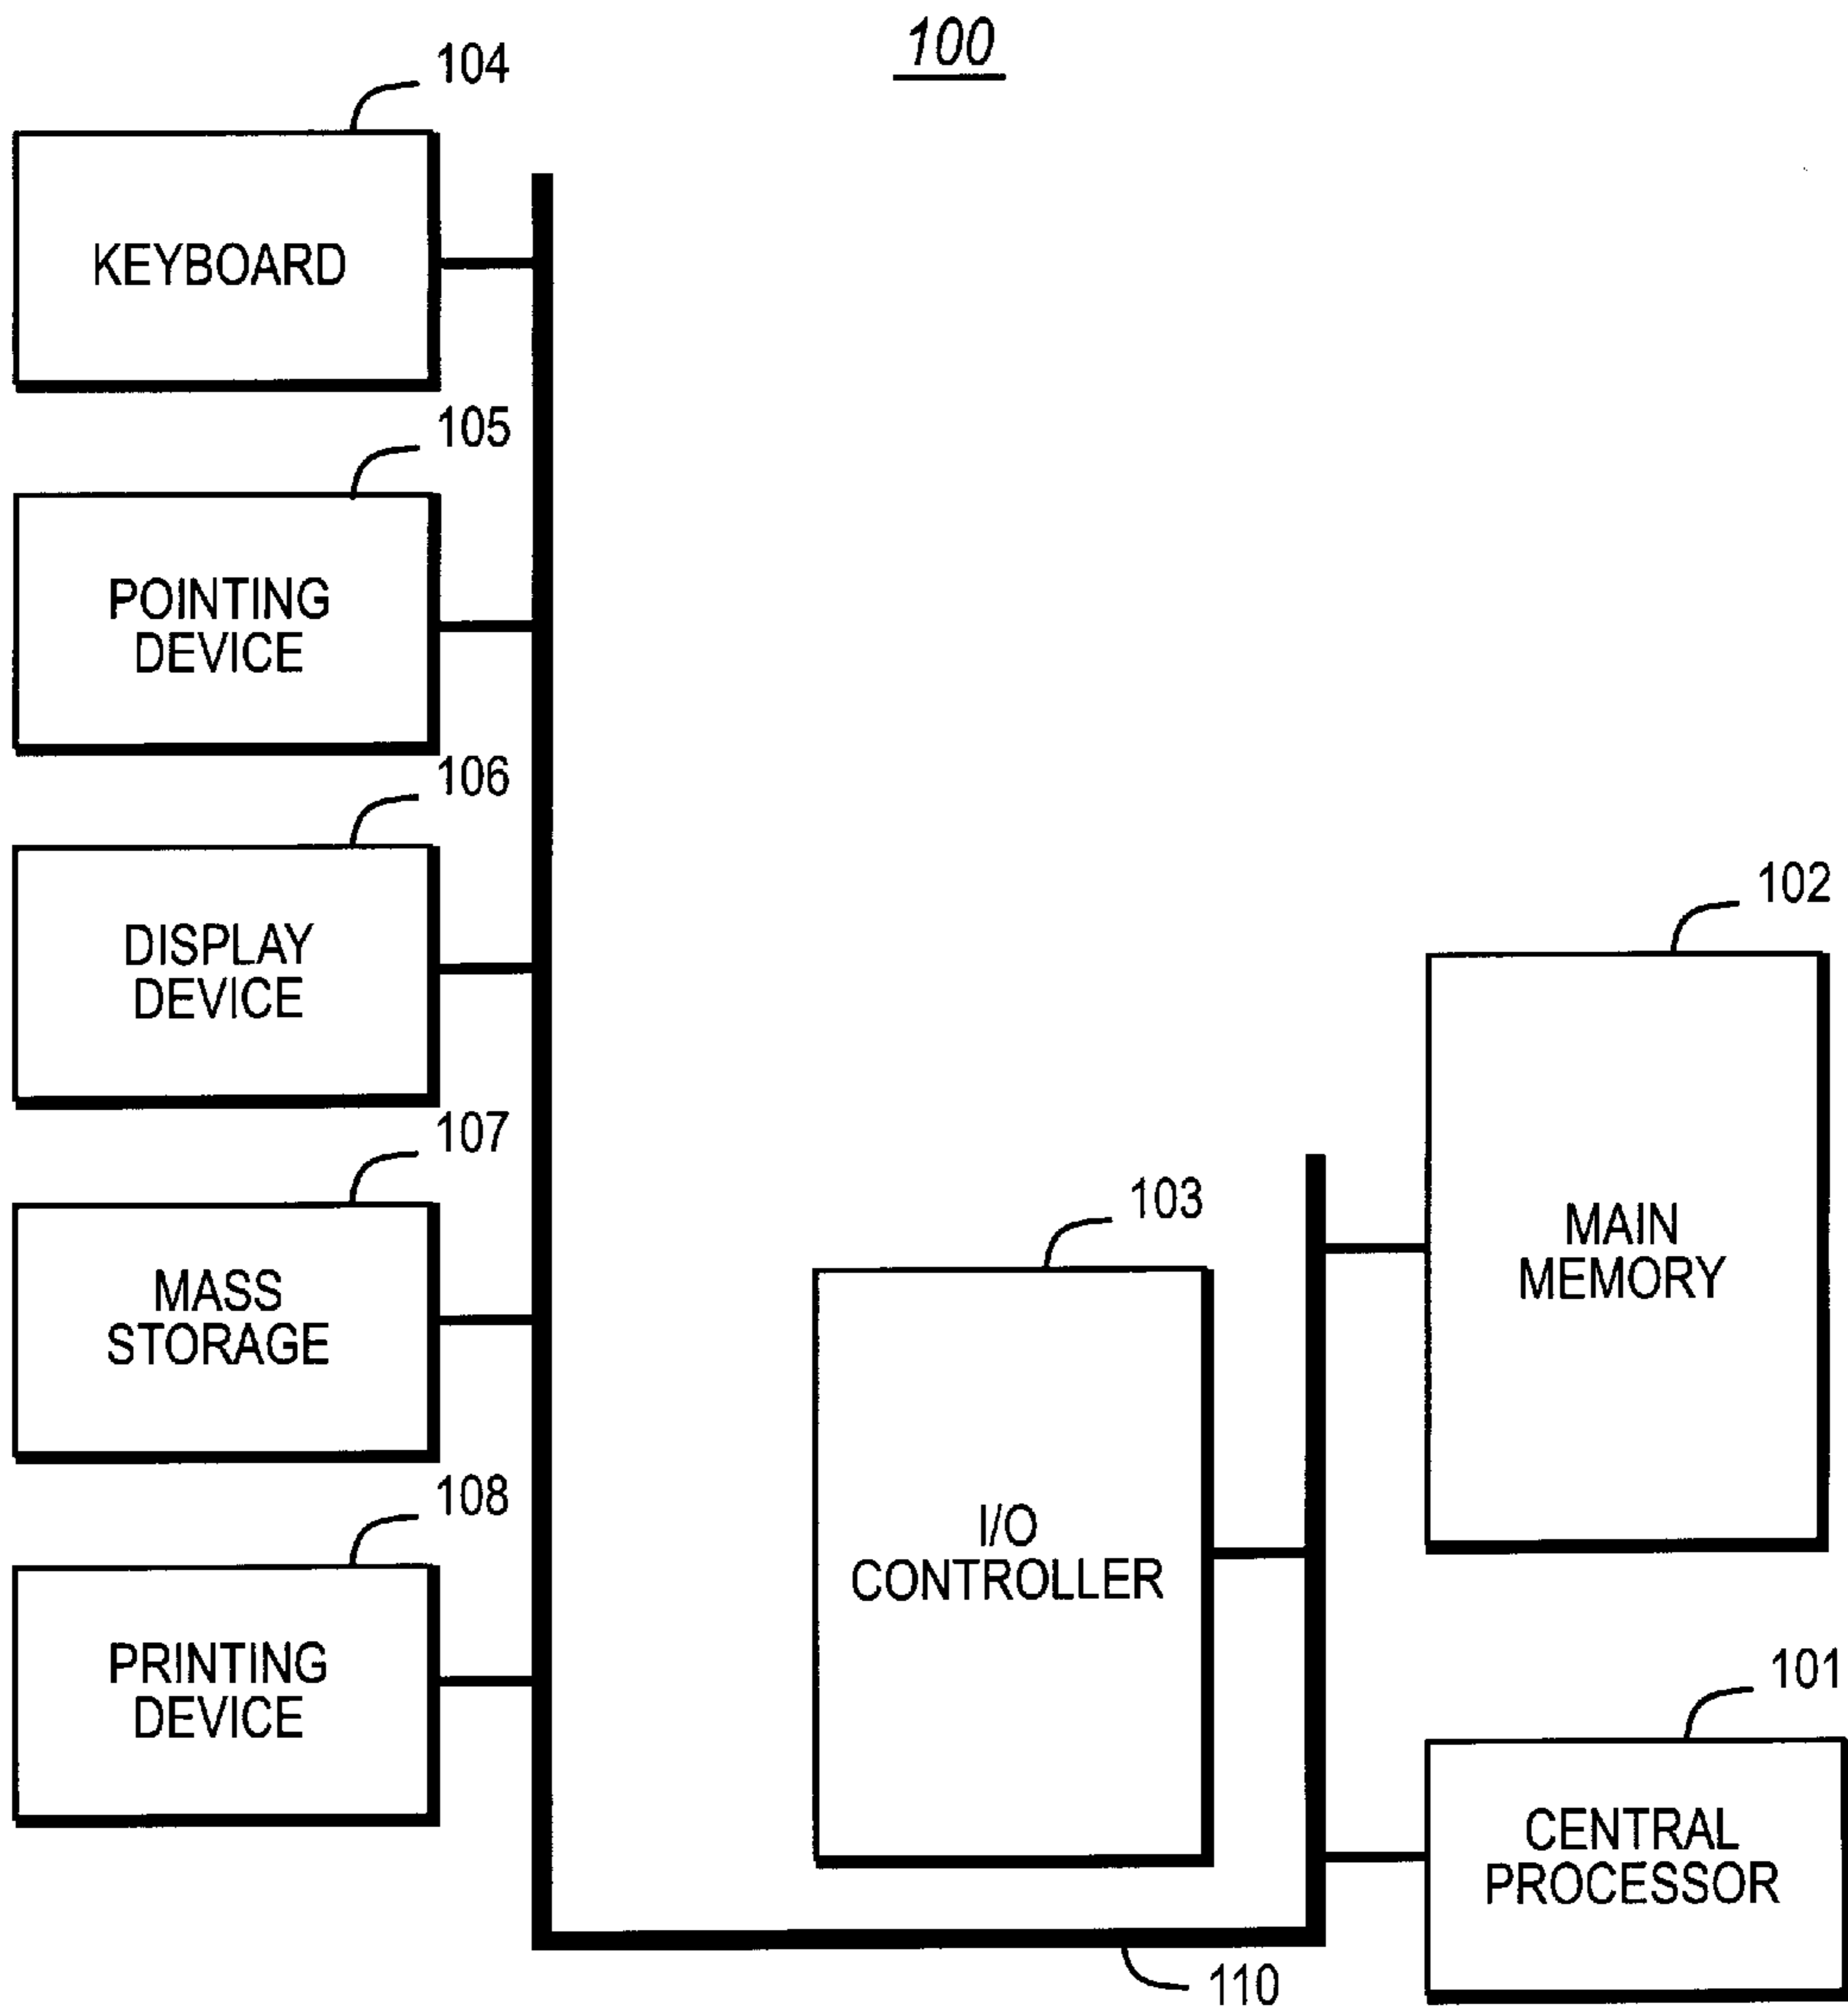 100
104
KEYBOARD
105
POINTING
DEVICE
106
DISPLAY
DEVICE
107
MASS
STORAGE
108
PRINTING
DEVICE
103
I/O
CONTROLLER
102
MAIN
MEMORY
101
CENTRAL
PROCESSOR
110